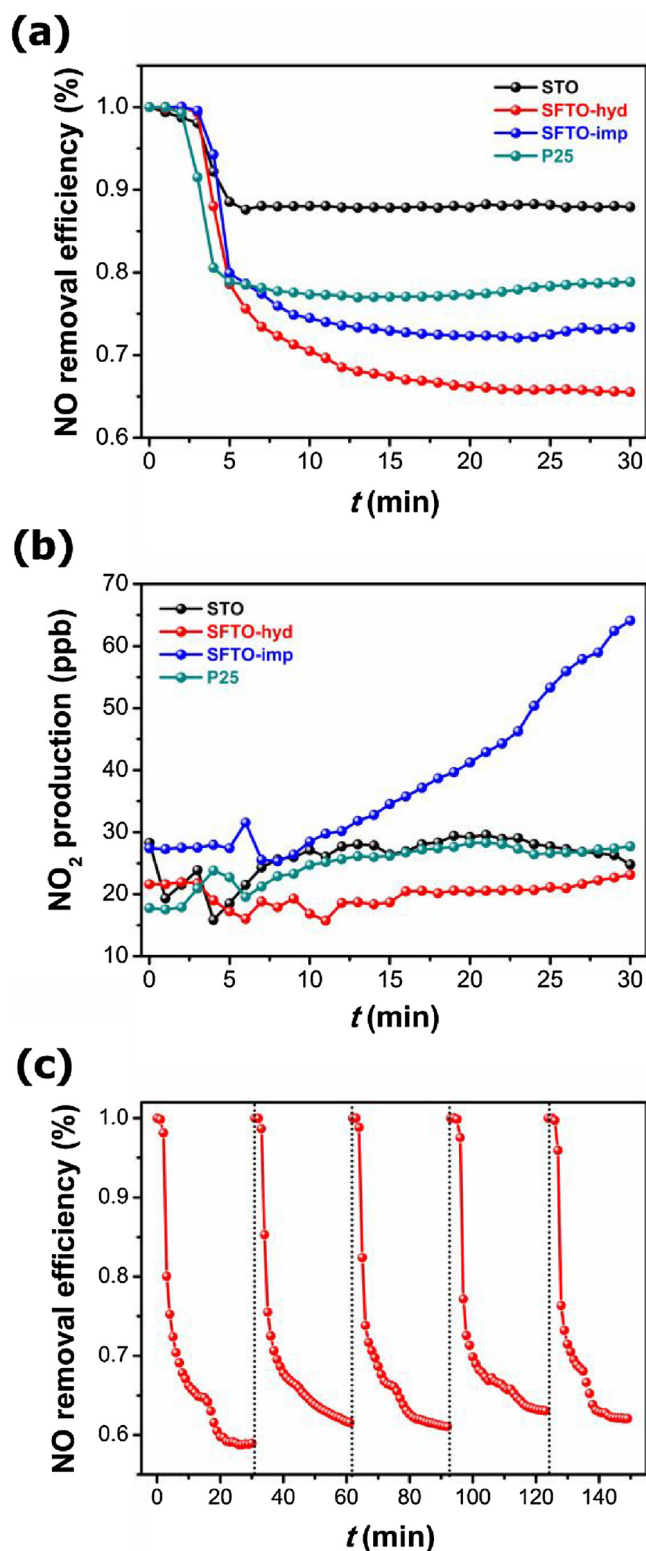 (a)
NO removal efficiency (%)
1.0
0.9
0.8
0.7
0.6
STO
SFTO-hyd
SFTO-imp
P25
0 5 10 15 20 25 30
t (min)
(b)
NO₂ production (ppb)
70
60
50
40
30
20
10
STO
SFTO-hyd
SFTO-imp
P25
0 5 10 15 20 25 30
t (min)
(c)
NO removal efficiency (%)
1.0
0.9
0.8
0.7
0.6
0 20 40 60 80 100 120 140
t (min)